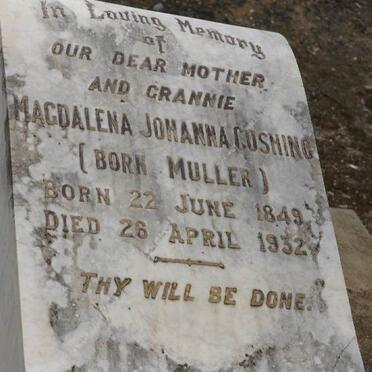 In Loving Memory
of
OUR DEAR MOTHER
AND GRANNIE
MAGDALENA JOHANNA GOSHING
(BORN MULLER)
BORN 22 JUNE 1849
DIED 28 APRIL 1932
THY WILL BE DONE.